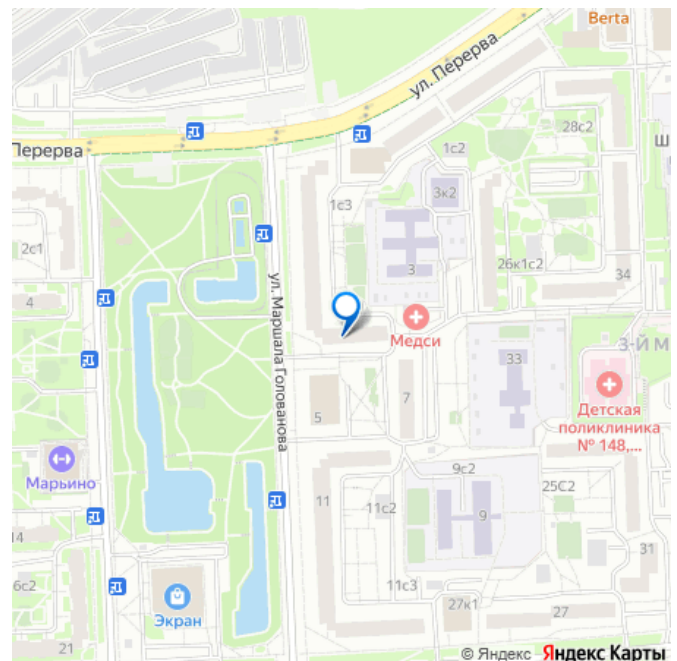 Berta
ул. Перерва
Перерва
28с2
Ш
1с2
3к2
1с3
2с1
3
26к1с2
34
4
ул. Маршала Голованова
Медси
3-Й М
33
7
5
Детская
поликлиника
№ 148,...
Марьино
9с2
25С2
11
11с2
9
14
31
6с2
11с3
Экран
27к1
27
21
© Яндекс Яндекс Карты